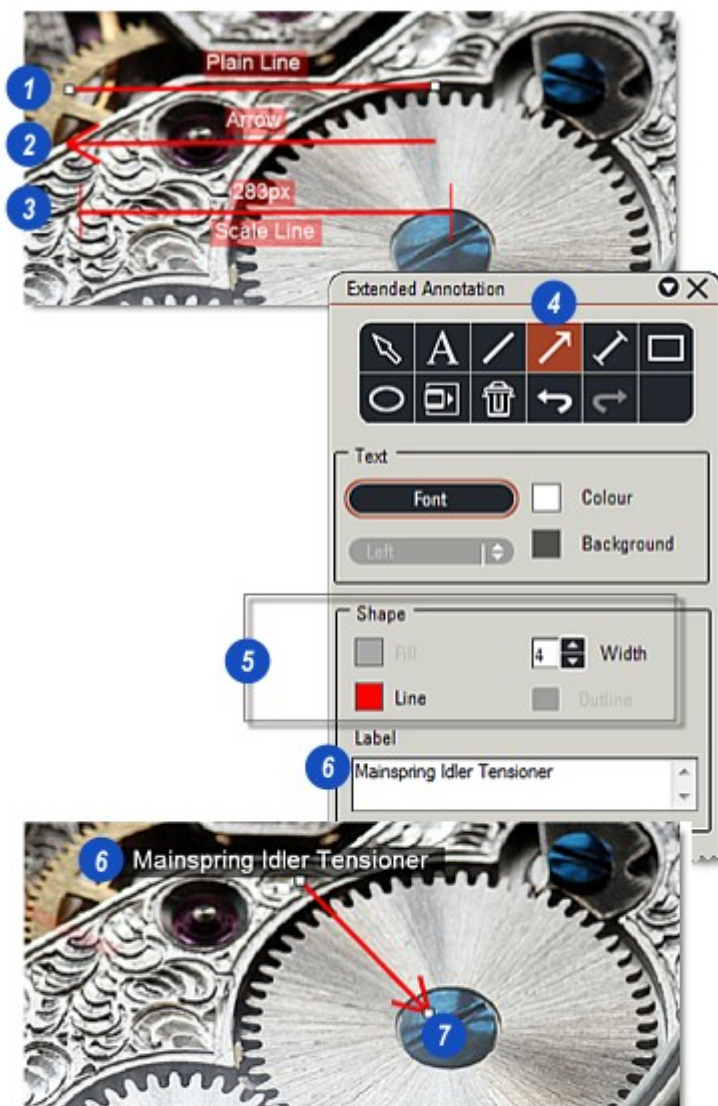 Plain Line
1
Arrow
2
283px
3
Scale Line
Extended Annotation
4
A
Text
Font
Colour
Left
Background
Shape
5
Fill
4
Width
Line
Outline
Label
6
Mainspring Idler Tensioner
6 Mainspring Idler Tensioner
7